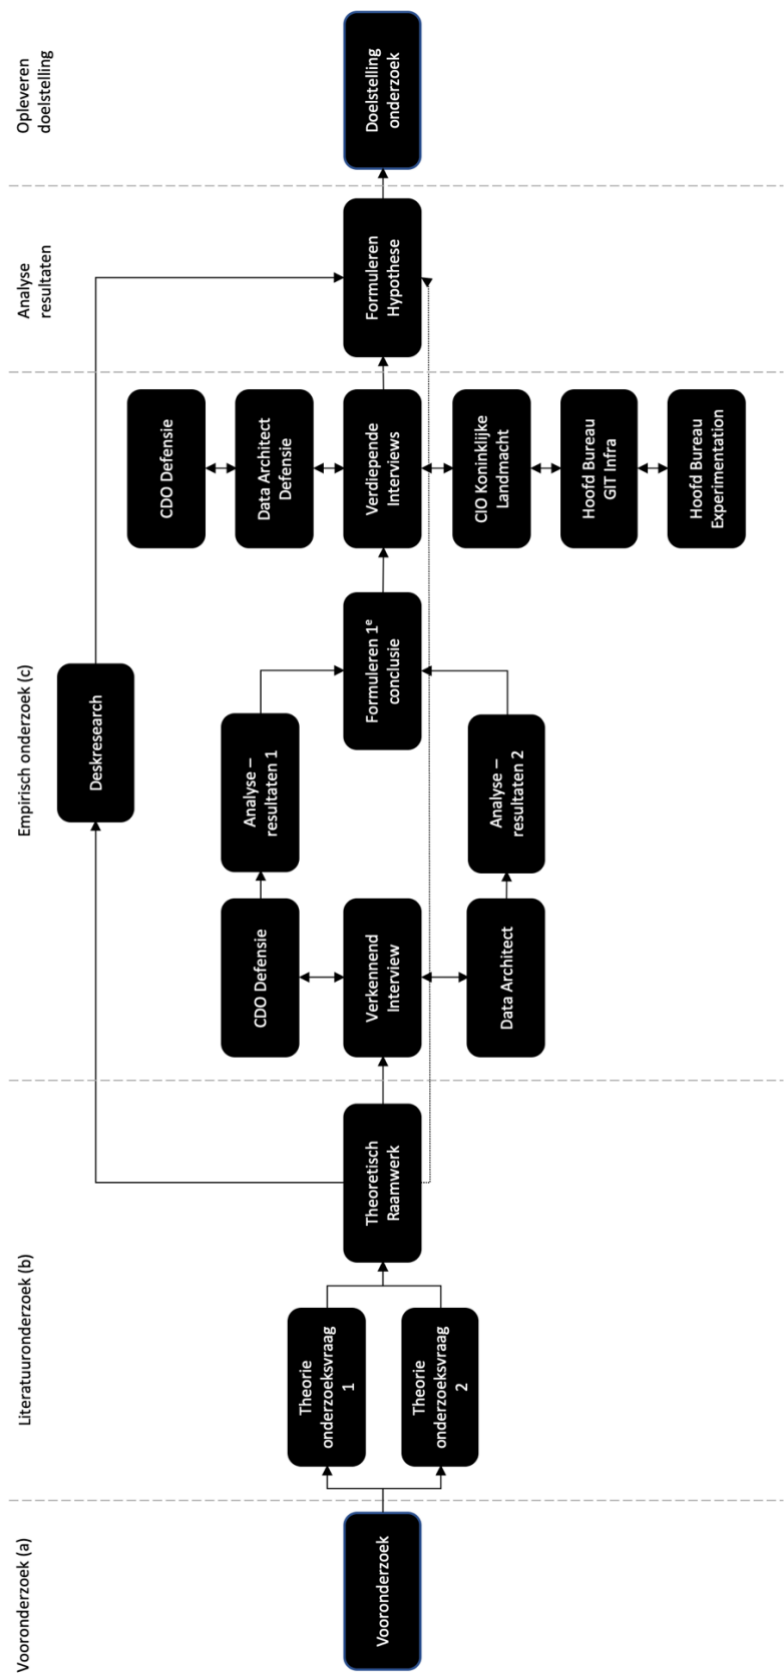 Vooronderzoek (a)
Literatuuronderzoek (b)
Empirisch onderzoek (c)
Analyse
resultaten
Opleveren
doelstelling
Vooronderzoek
Theorie
onderzoeksvraag
1
Theorie
onderzoeksvraag
2
Theoretisch
Raamwerk
Deskresearch
CDO Defensie
Verkennend
Interview
Data Architect
Analyse –
resultaten 1
Analyse –
resultaten 2
Formuleren 1e
conclusie
CDO Defensie
Data Architect
Defensie
Verdiepende
Interviews
CIO Koninklijke
Landmacht
Hoofd Bureau
GIT Infra
Hoofd Bureau
Experimentation
Formuleren
Hypothese
Doelstelling
onderzoek